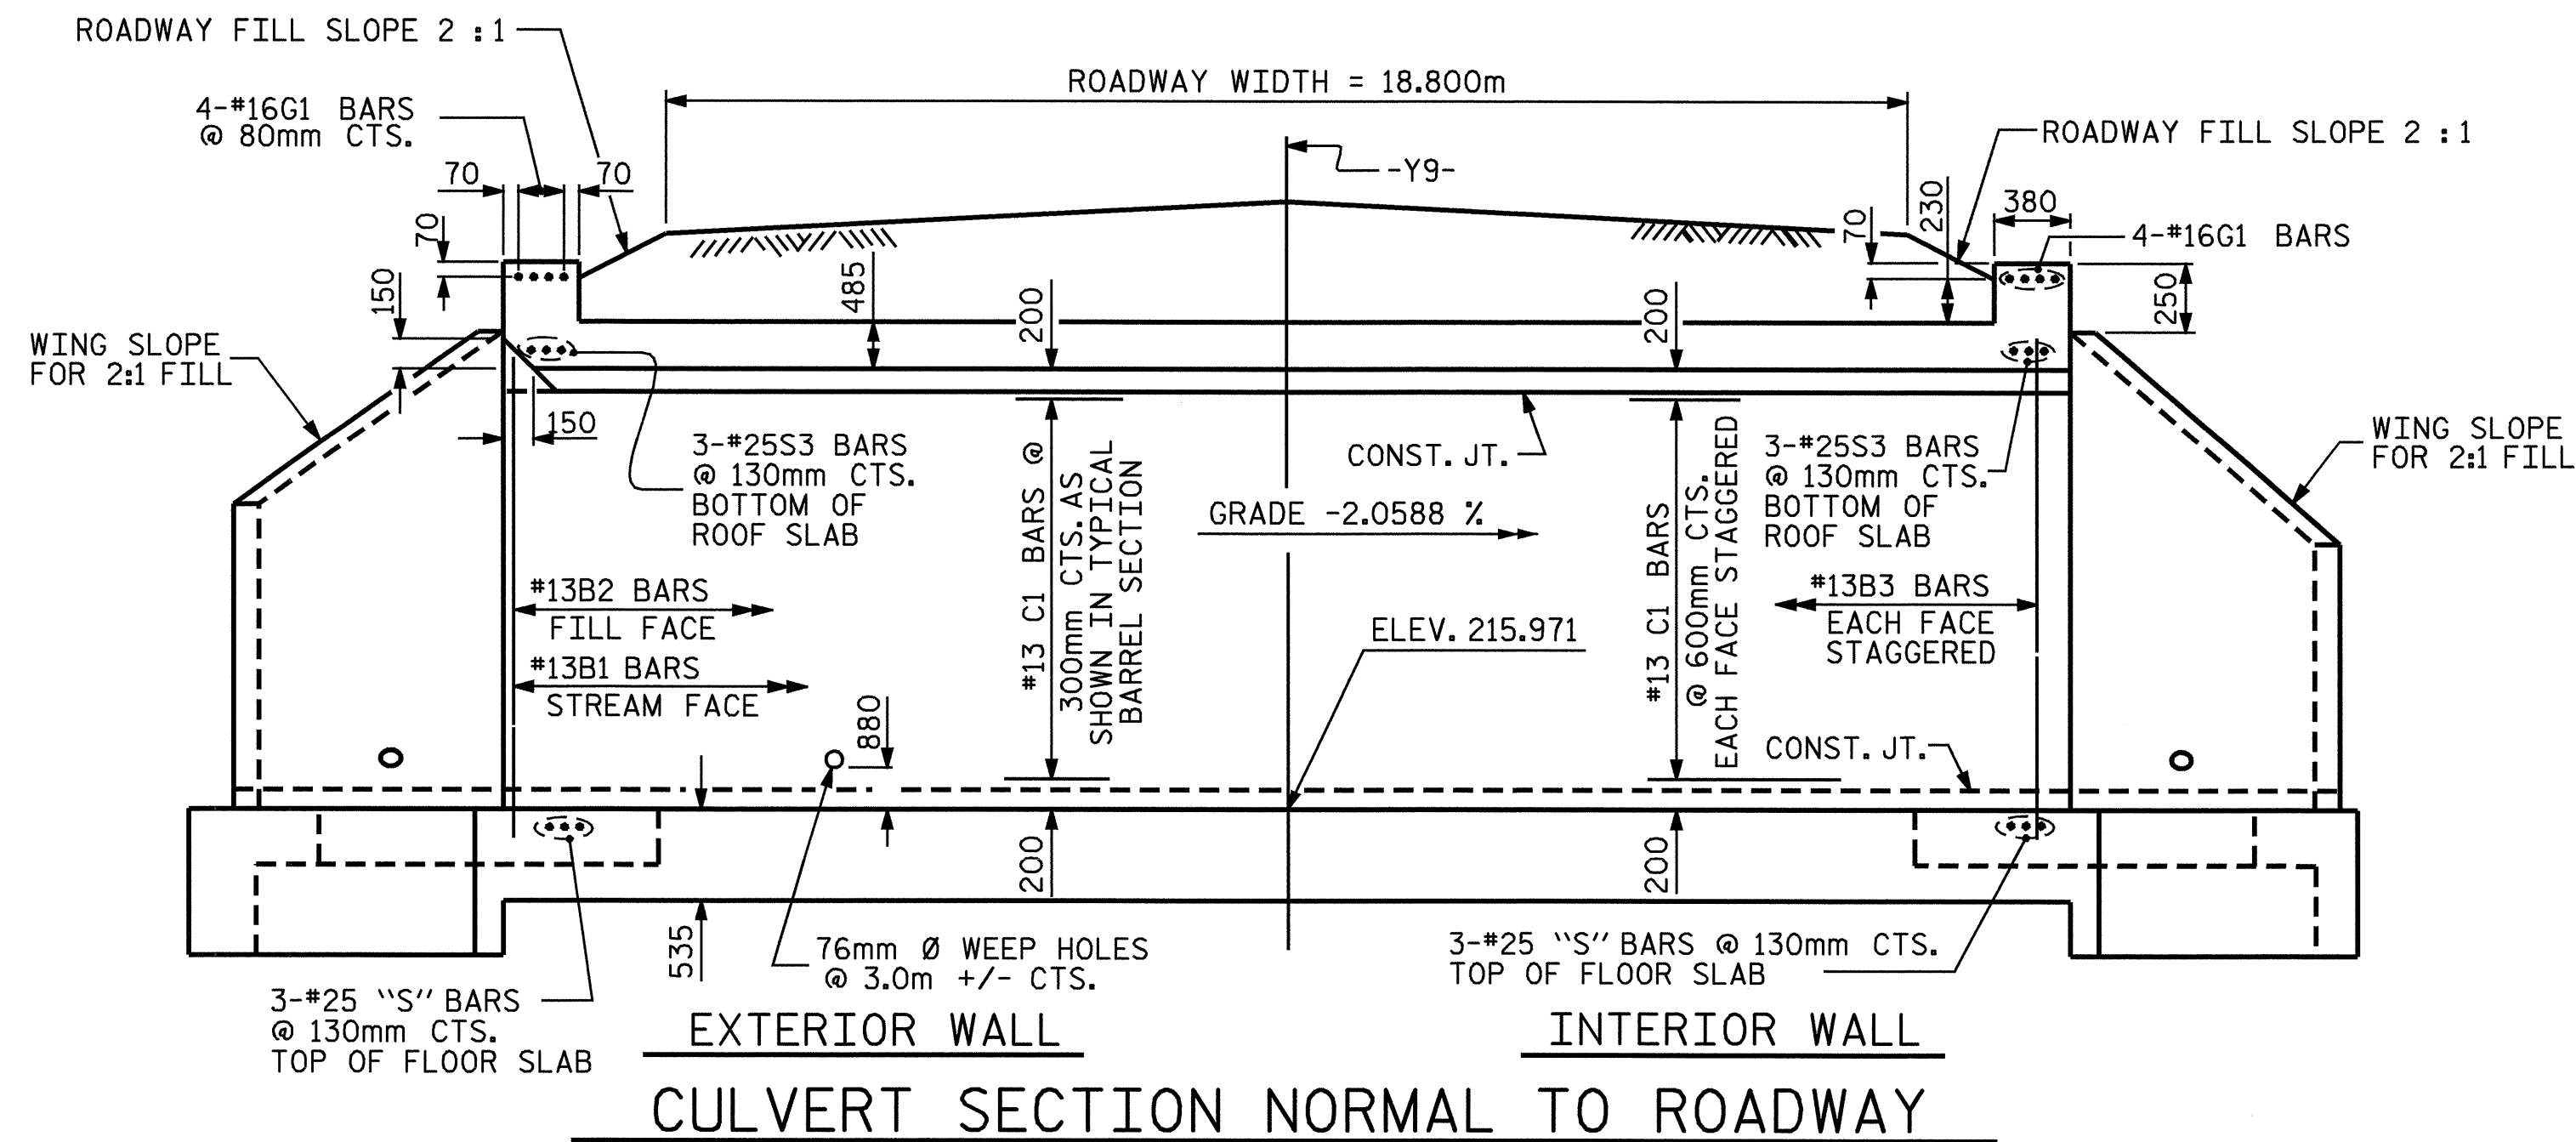 ROADWAY FILL SLOPE 2 : 1
ROADWAY WIDTH = 18.800m
4-#16G1 BARS
@ 80mm CTS.
ROADWAY FILL SLOPE 2 : 1
-Y9-
70
70
70
150
485
200
200
70
230
380
4-#16G1 BARS
250
WING SLOPE
FOR 2:1 FILL
150
3-#25S3 BARS
@ 130mm CTS.
BOTTOM OF
ROOF SLAB
#13 C1 BARS @
300mm CTS. AS
SHOWN IN TYPICAL
BARREL SECTION
CONST. JT.
GRADE -2.0588 %
#13 C1 BARS
@ 600mm CTS.
EACH FACE STAGGERED
3-#25S3 BARS
@ 130mm CTS.
BOTTOM OF
ROOF SLAB
WING SLOPE
FOR 2:1 FILL
#13B2 BARS
FILL FACE
#13B1 BARS
STREAM FACE
#13B3 BARS
EACH FACE
STAGGERED
ELEV. 215.971
880
CONST. JT.
535
200
200
76mm Ø WEEP HOLES
@ 3.0m +/- CTS.
3-#25 "S" BARS @ 130mm CTS.
TOP OF FLOOR SLAB
3-#25 "S" BARS
@ 130mm CTS.
TOP OF FLOOR SLAB
EXTERIOR WALL
INTERIOR WALL
CULVERT SECTION NORMAL TO ROADWAY